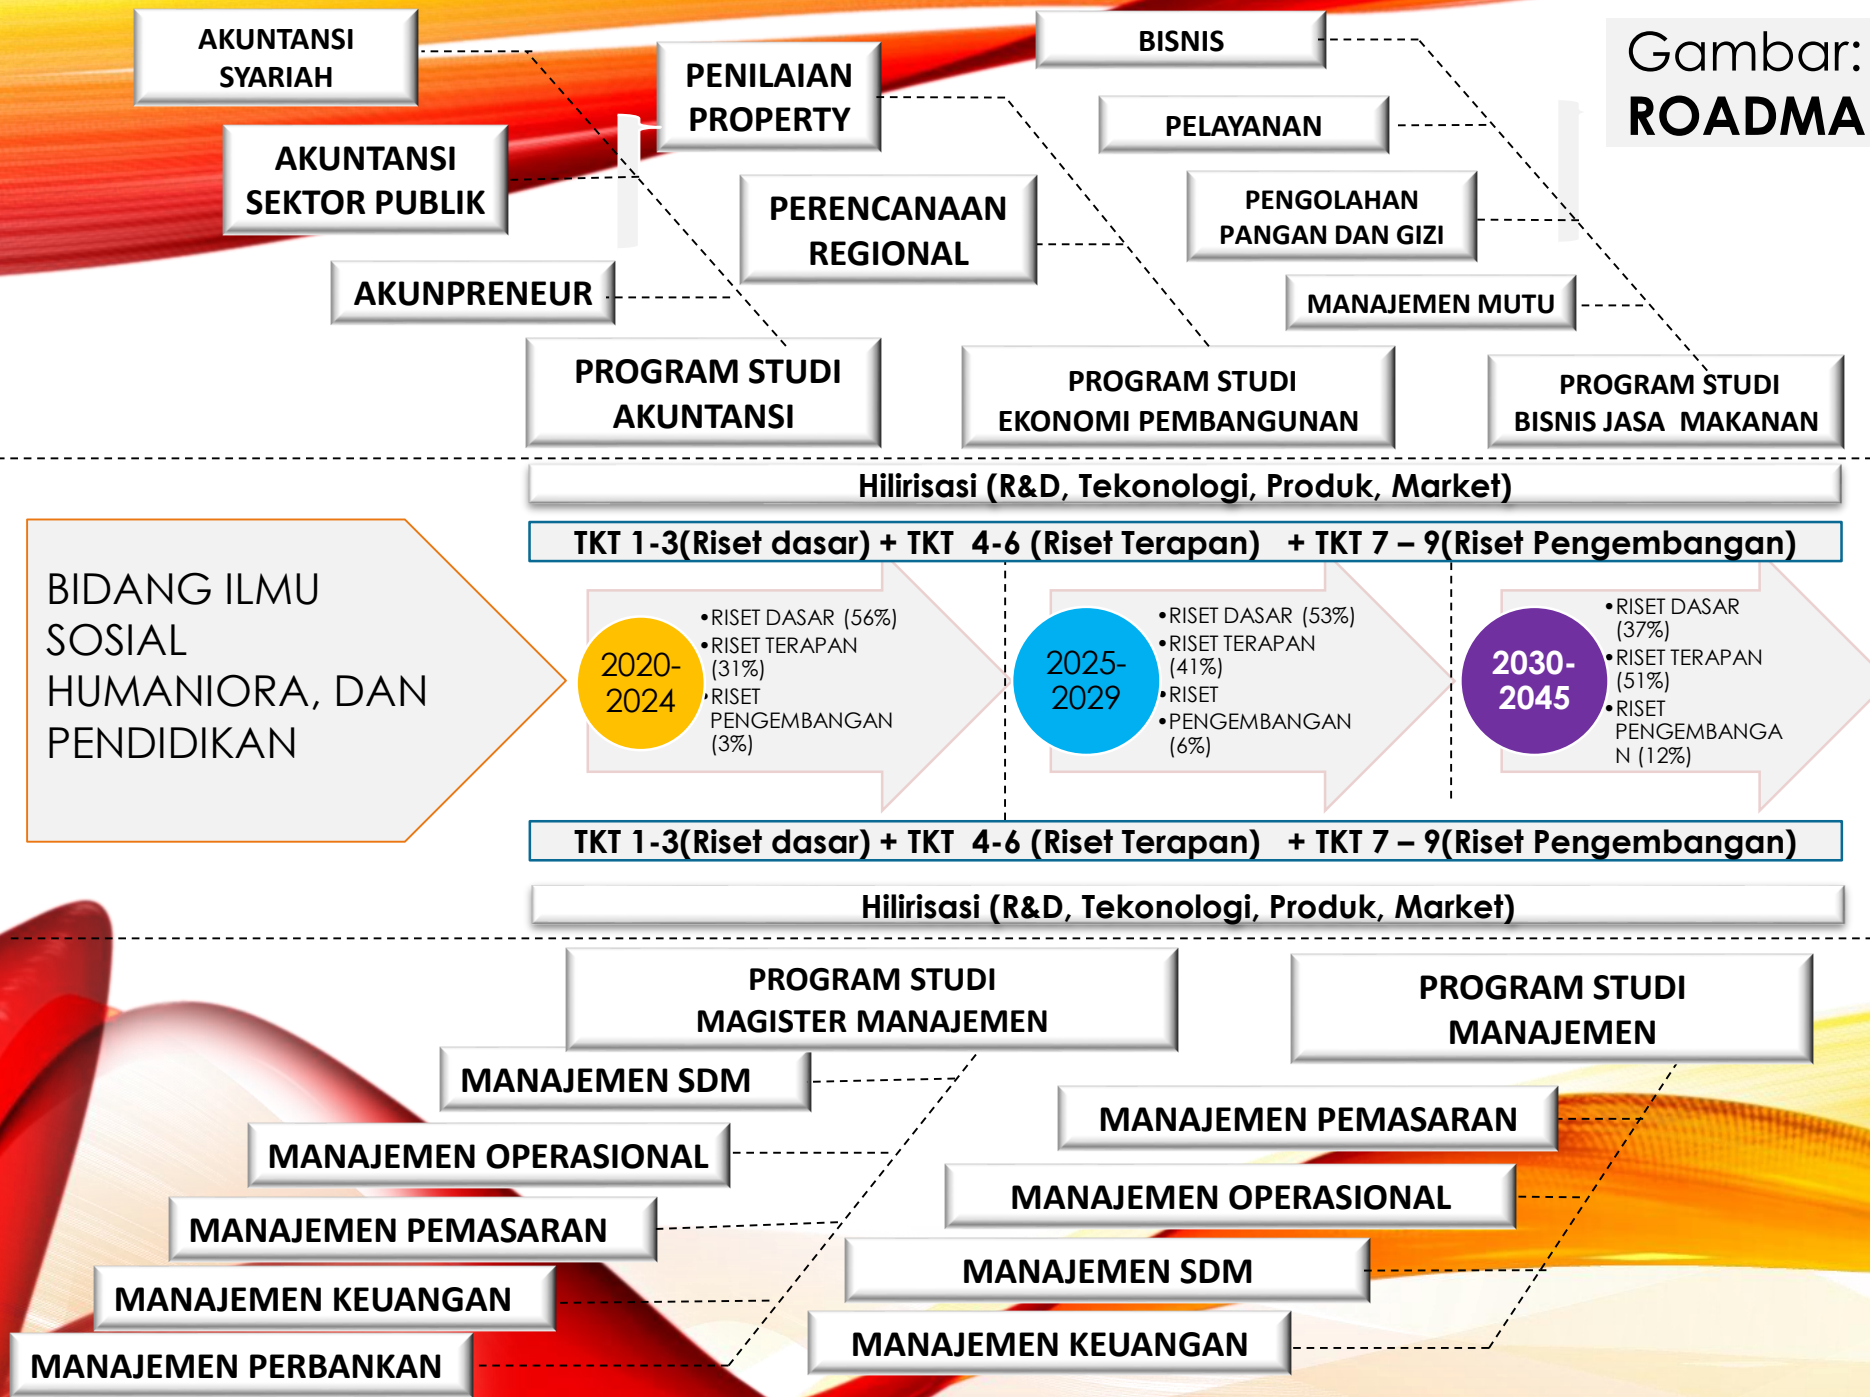 Gambar:
ROADMA
AKUNTANSI
SYARIAH
AKUNTANSI
SEKTOR PUBLIK
AKUNPRENEUR
PROGRAM STUDI
AKUNTANSI
PENILAIAN
PROPERTY
PERENCANAAN
REGIONAL
PROGRAM STUDI
EKONOMI PEMBANGUNAN
BISNIS
PELAYANAN
PENGOLAHAN
PANGAN DAN GIZI
MANAJEMEN MUTU
PROGRAM STUDI
BISNIS JASA  MAKANAN
Hilirisasi (R&D, Tekonologi, Produk, Market)
TKT 1-3(Riset dasar) + TKT  4-6 (Riset Terapan)   + TKT 7 – 9(Riset Pengembangan)
BIDANG ILMU
SOSIAL
HUMANIORA, DAN
PENDIDIKAN
2020-
2024
•RISET DASAR (56%)
•RISET TERAPAN
(31%)
•RISET
PENGEMBANGAN
(3%)
2025-
2029
•RISET DASAR (53%)
•RISET TERAPAN
(41%)
•RISET
•PENGEMBANGAN
(6%)
2030-
2045
•RISET DASAR
(37%)
•RISET TERAPAN
(51%)
•RISET
PENGEMBANGA
N (12%)
TKT 1-3(Riset dasar) + TKT  4-6 (Riset Terapan)   + TKT 7 – 9(Riset Pengembangan)
Hilirisasi (R&D, Tekonologi, Produk, Market)
PROGRAM STUDI
MAGISTER MANAJEMEN
MANAJEMEN SDM
MANAJEMEN OPERASIONAL
MANAJEMEN PEMASARAN
MANAJEMEN KEUANGAN
MANAJEMEN PERBANKAN
PROGRAM STUDI
MANAJEMEN
MANAJEMEN PEMASARAN
MANAJEMEN OPERASIONAL
MANAJEMEN SDM
MANAJEMEN KEUANGAN